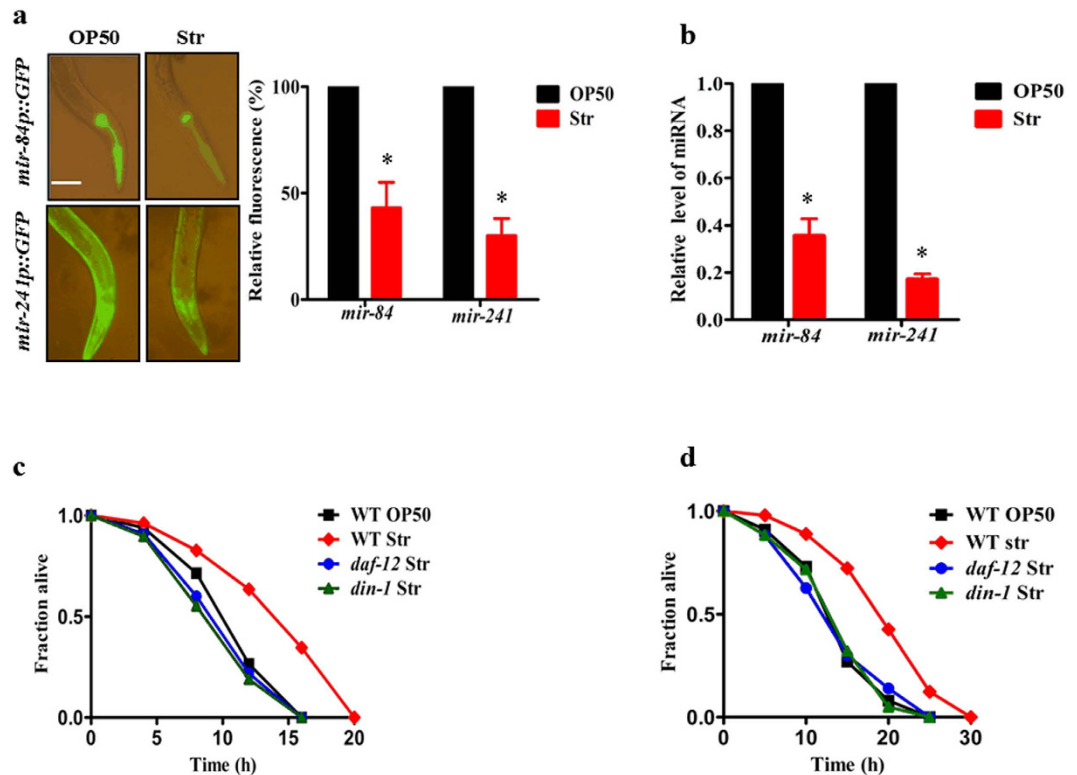 a
OP50 Str
mir-84p::GFP
mir-241p::GFP
Relative fluorescence (%)
100
50
0
mir-84 mir-241
OP50
Str
* *
b
Relative level of miRNA
1.0
0.8
0.6
0.4
0.2
0.0
mir-84 mir-241
OP50
Str
* *
c
Fraction alive
1.0
0.5
0.0
0 5 10 15 20
Time (h)
WT OP50
WT Str
daf-12 Str
din-1 Str
d
Fraction alive
1.0
0.5
0.0
0 10 20 30
Time (h)
WT OP50
WT str
daf-12 Str
din-1 Str